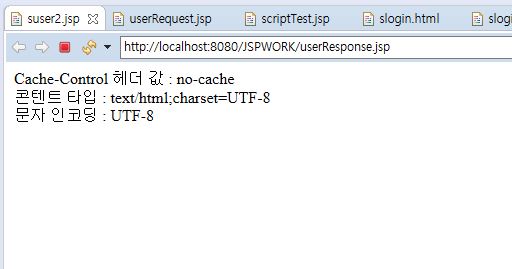 suser2.jsp userRequest.jsp scriptTest.jsp slogin.html slogi
http://localhost:8080/JSPWORK/userResponse.jsp
Cache-Control 헤더 값 : no-cache
콘텐트 타입 : text/html;charset=UTF-8
문자 인코딩 : UTF-8